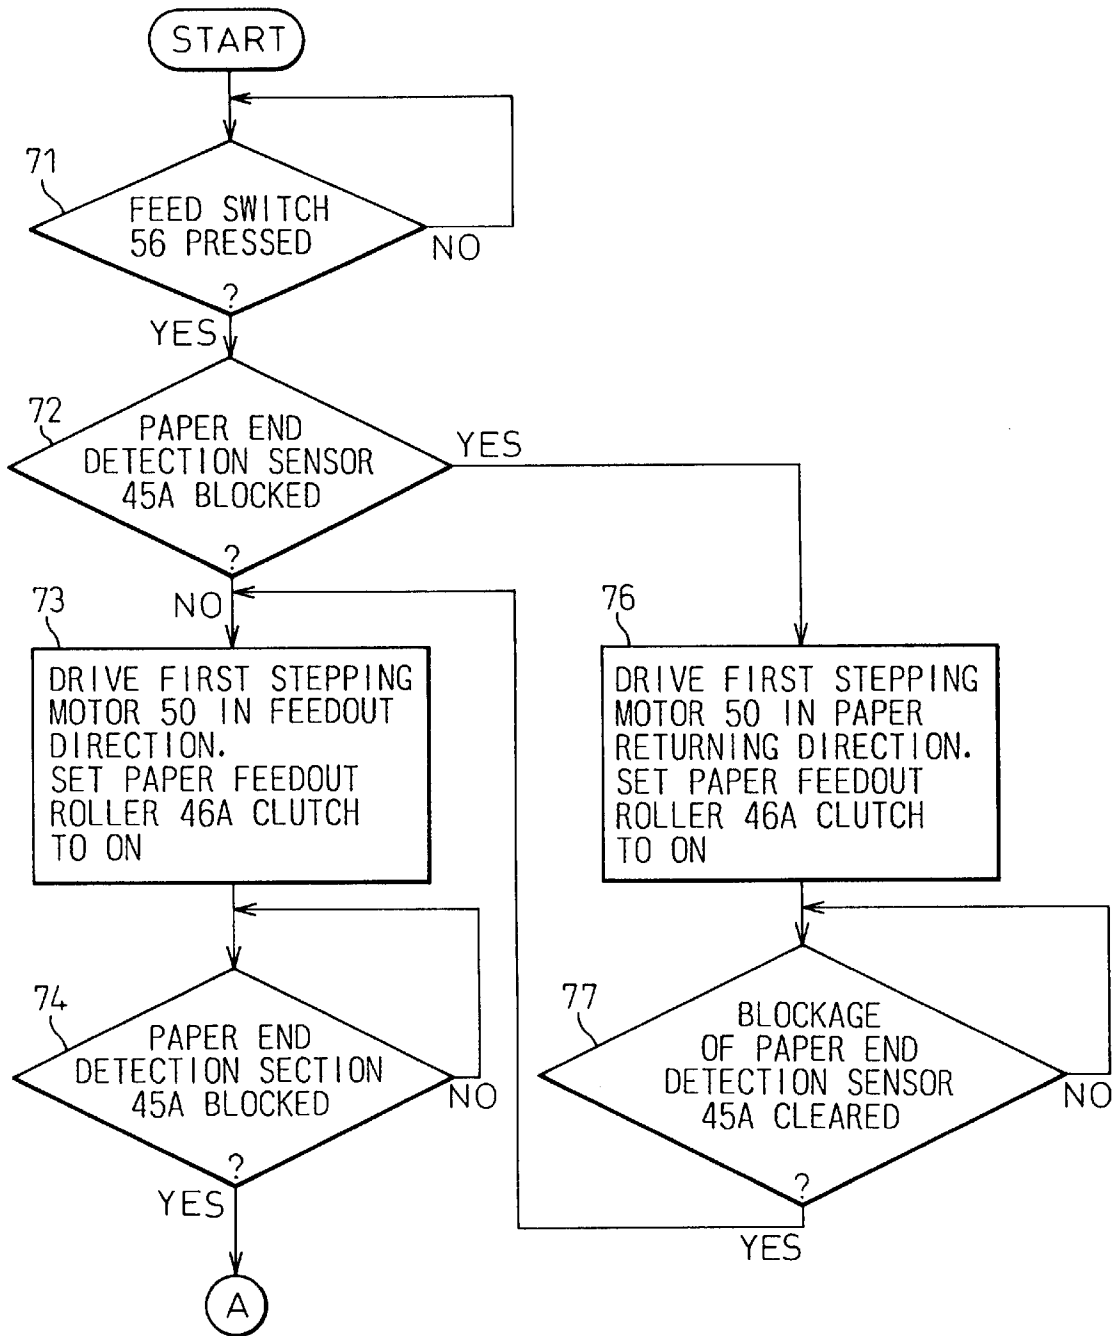 START
71
FEED SWITCH
56 PRESSED
?
NO
YES
72
PAPER END
DETECTION SENSOR
45A BLOCKED
?
YES
NO
73
DRIVE FIRST STEPPING
MOTOR 50 IN FEEDOUT
DIRECTION.
SET PAPER FEEDOUT
ROLLER 46A CLUTCH
TO ON
76
DRIVE FIRST STEPPING
MOTOR 50 IN PAPER
RETURNING DIRECTION.
SET PAPER FEEDOUT
ROLLER 46A CLUTCH
TO ON
74
PAPER END
DETECTION SECTION
45A BLOCKED
?
NO
YES
77
BLOCKAGE
OF PAPER END
DETECTION SENSOR
45A CLEARED
?
NO
YES
A